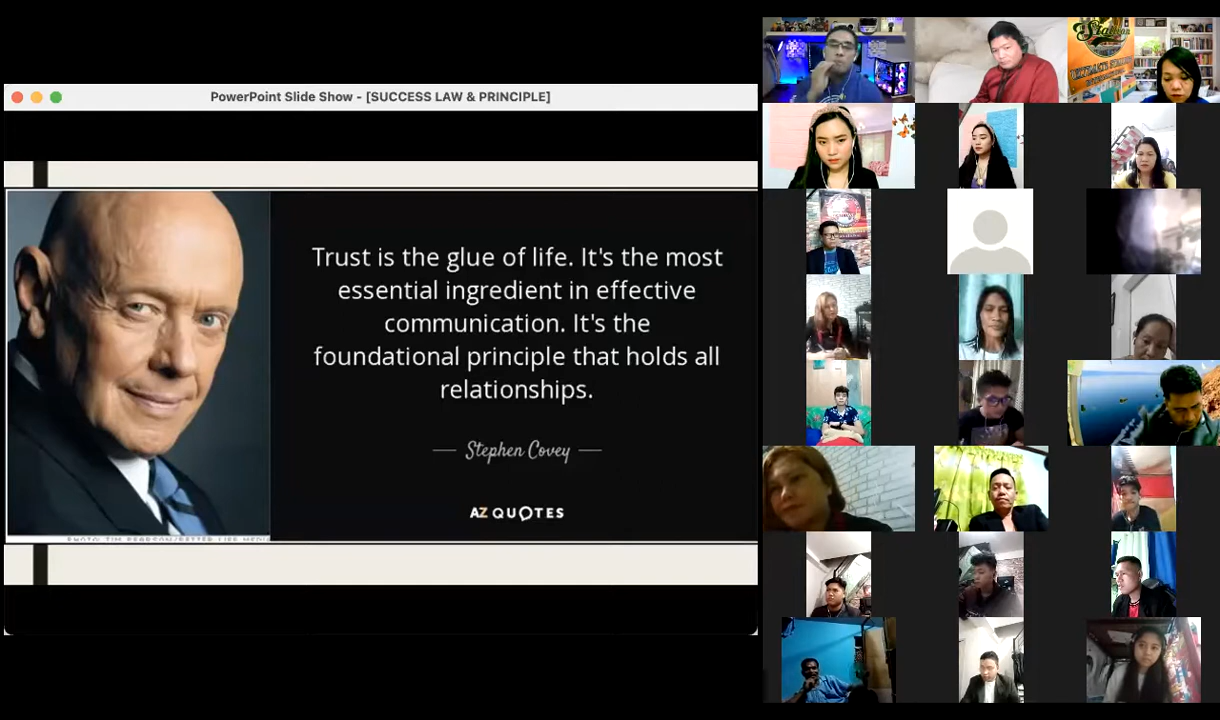 PowerPoint Slide Show - [SUCCESS LAW & PRINCIPLE]
Trust is the glue of life. It's the most
essential ingredient in effective
communication. It's the
foundational principle that holds all
relationships.
Stephen Covey
AZ QUOTES